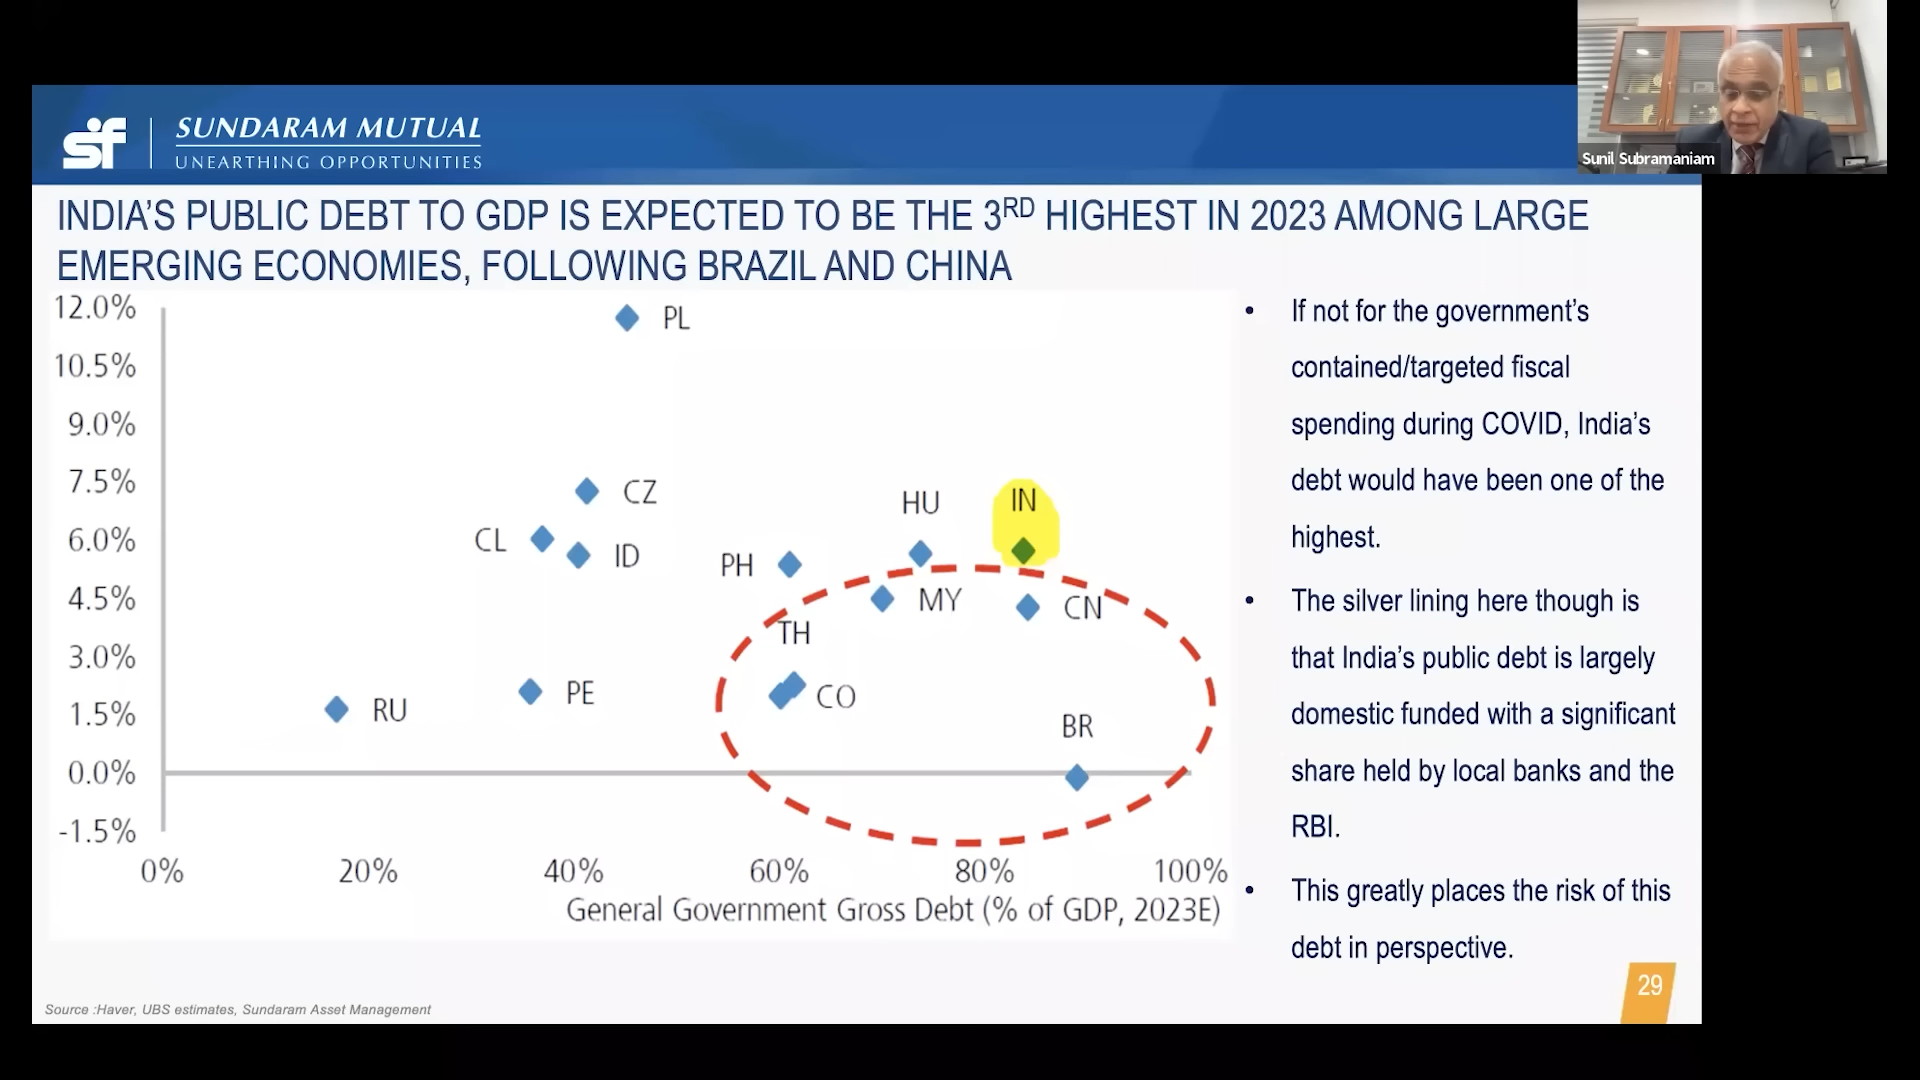 Sunil Subramaniam
sf
SUNDARAM MUTUAL
UNEARTHING OPPORTUNITIES
INDIA'S PUBLIC DEBT TO GDP IS EXPECTED TO BE THE 3RD HIGHEST IN 2023 AMONG LARGE
EMERGING ECONOMIES, FOLLOWING BRAZIL AND CHINA
12.0%
10.5%
9.0%
7.5%
6.0%
4.5%
3.0%
1.5%
0.0%
-1.5%
PL
CZ
HU
IN
CL
ID
PH
MY
CN
TH
PE
CO
RU
BR
0%
20%
40%
60%
80%
100%
General Government Gross Debt (% of GDP, 2023E)
• If not for the government's
contained/targeted fiscal
spending during COVID, India's
debt would have been one of the
highest.
• The silver lining here though is
that India's public debt is largely
domestic funded with a significant
share held by local banks and the
RBI.
• This greatly places the risk of this
debt in perspective.
29
Source :Haver, UBS estimates, Sundaram Asset Management